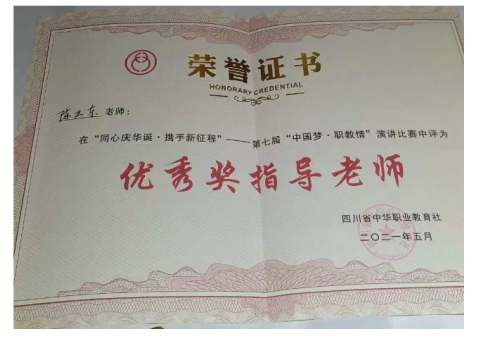 荣誉证书
HONORARY CREDENTIAL
老师：
在“同心庆华诞·携手新征程”——第七届“中国梦·职教情”演讲比赛中评为
优秀奖指导老师
四川省中华职业教育社
二〇二一年五月